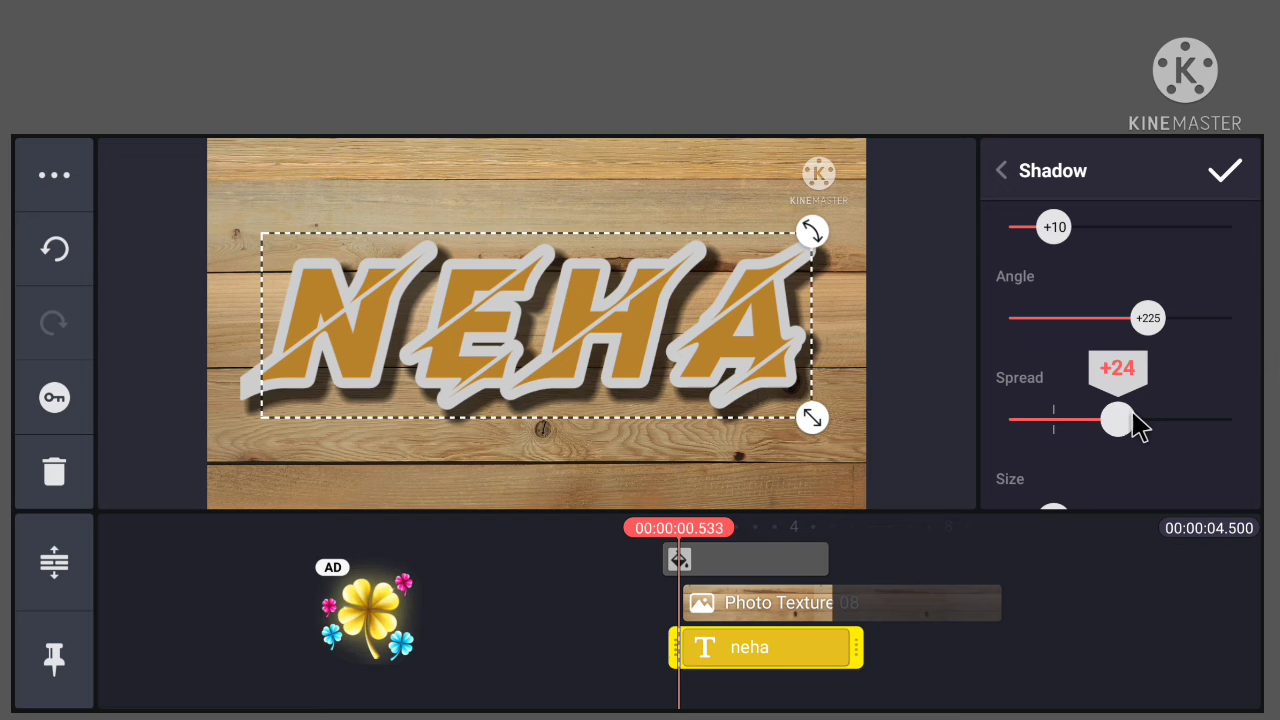 KINEMASTER
Shadow
KINEMASTER
+10
Angle
+225
NEHA
+24
Spread
Size
00:00:00.533
4
8
00:00:04.500
AD
Photo Texture 08
neha